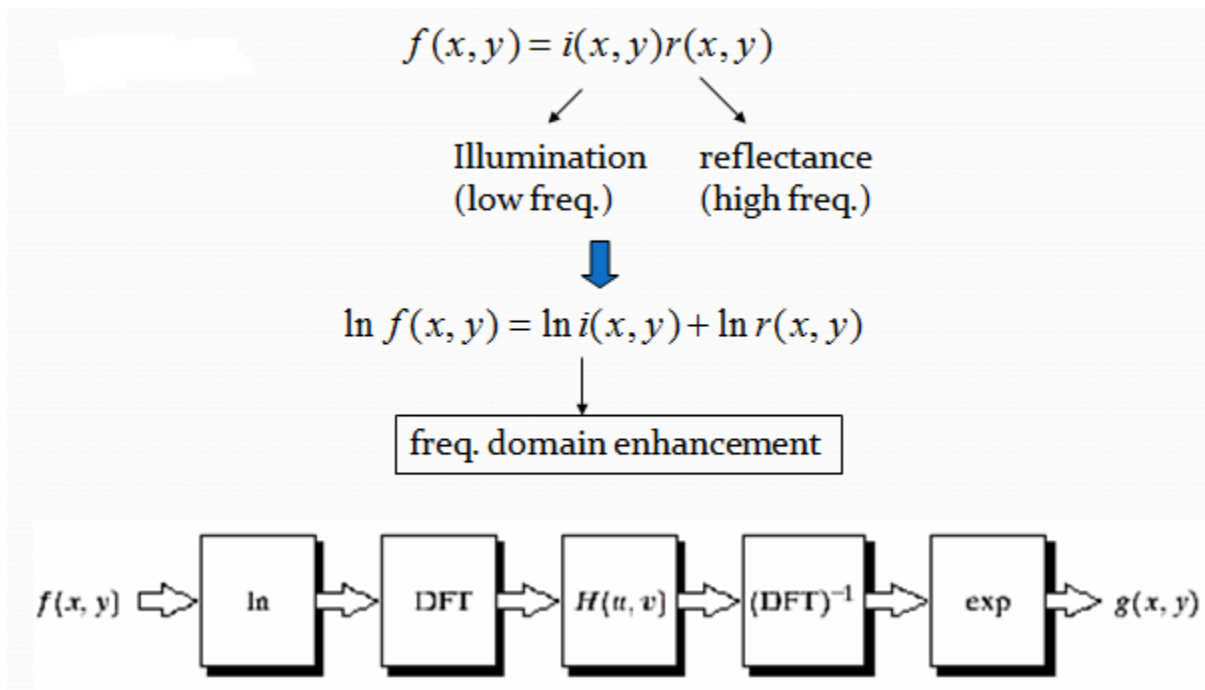 f(x, y) = i(x, y)r(x, y)
Illumination reflectance
(low freq.) (high freq.)
ln f(x, y) = ln i(x, y) + ln r(x, y)
freq. domain enhancement
f(x, y) ln DFT H(u, v) (DFT)⁻¹ exp g(x, y)